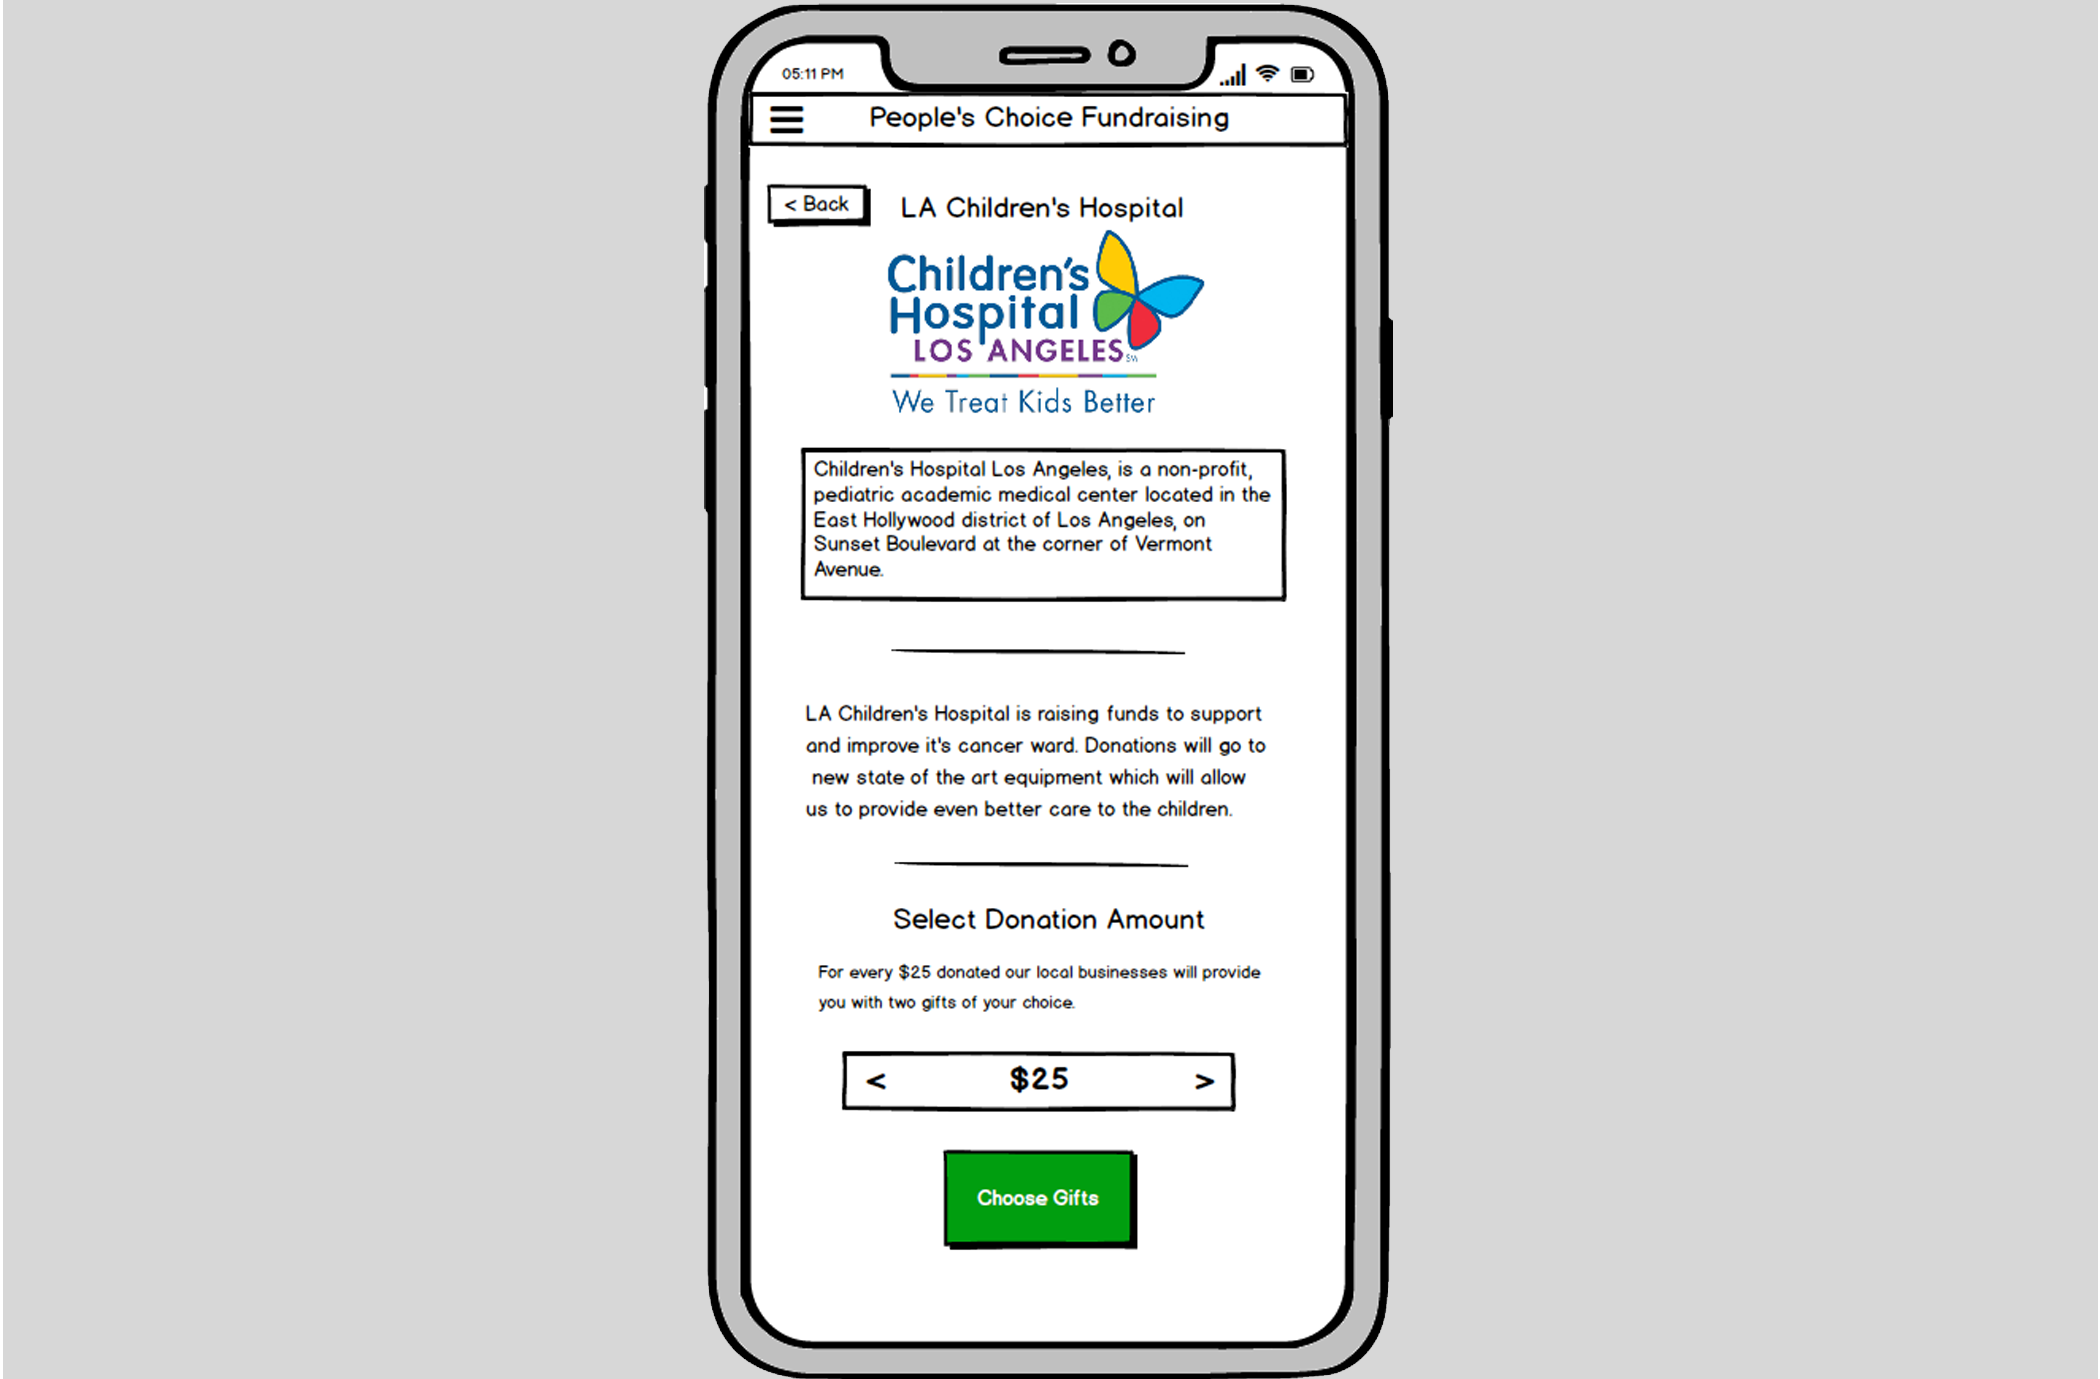 05:11 PM
People's Choice Fundraising
< Back
LA Children's Hospital
Children's
Hospital
LOS ANGELES SM
We Treat Kids Better
Children's Hospital Los Angeles, is a non-profit,
pediatric academic medical center located in the
East Hollywood district of Los Angeles, on
Sunset Boulevard at the corner of Vermont
Avenue.
LA Children's Hospital is raising funds to support
and improve it's cancer ward. Donations will go to
new state of the art equipment which will allow
us to provide even better care to the children.
Select Donation Amount
For every $25 donated our local businesses will provide
you with two gifts of your choice.
< $25 >
Choose Gifts